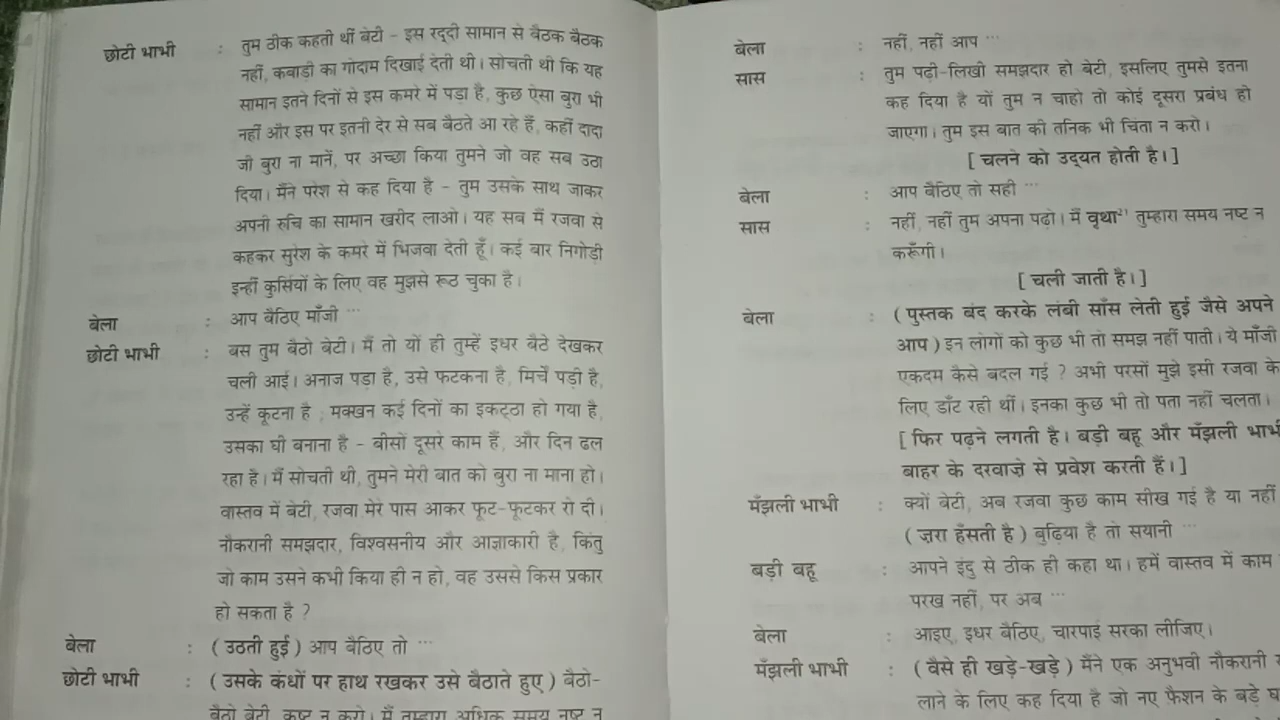 छोटी भाभी : तुम ठीक कहती थीं बेटी - इस रद्दी सामान से बैठक बैठक
नहीं, कबाड़ी का गोदाम दिखाई देती थी। सोचती थी कि यह
सामान इतने दिनों से इस कमरे में पड़ा है, कुछ ऐसा बुरा भी
नहीं और इस पर इतनी देर से सब बैठते आ रहे हैं, कहीं दादा
जी बुरा ना मानें, पर अच्छा किया तुमने जो वह सब उठा
दिया। मैंने परेश से कह दिया है - तुम उसके साथ जाकर
अपनी रुचि का सामान खरीद लाओ। यह सब मैं रजवा से
कहकर सुरेश के कमरे में भिजवा देती हूँ। कई बार निगोड़ी
इन्हीं कुर्सियों के लिए वह मुझसे रूठ चुका है।
बेला : आप बैठिए माँजी ...
छोटी भाभी : बस तुम बैठो बेटी। मैं तो यों ही तुम्हें इधर बैठे देखकर
चली आई। अनाज पड़ा है, उसे फटकना है, मिर्चें पड़ी है,
उन्हें कूटना है ; मक्खन कई दिनों का इकट्ठा हो गया है,
उसका घी बनाना है - बीसों दूसरे काम हैं, और दिन ढल
रहा है। मैं सोचती थी, तुमने मेरी बात को बुरा ना माना हो।
वास्तव में बेटी, रजवा मेरे पास आकर फूट-फूटकर रो दी।
नौकरानी समझदार, विश्वसनीय और आज्ञाकारी है, किंतु
जो काम उसने कभी किया ही न हो, वह उससे किस प्रकार
हो सकता है ?
बेला : ( उठती हुई ) आप बैठिए तो ...
छोटी भाभी : ( उसके कंधों पर हाथ रखकर उसे बैठाते हुए ) बैठो-
बैठो बेटी, कष्ट न करो। मैं तुम्हारा अधिक समय नष्ट न
बेला : नहीं, नहीं आप ...
सास : तुम पढ़ी-लिखी समझदार हो बेटी, इसलिए तुमसे इतना
कह दिया है यों तुम न चाहो तो कोई दूसरा प्रबंध हो
जाएगा। तुम इस बात की तनिक भी चिंता न करो।
[ चलने को उद्यत होती है। ]
बेला : आप बैठिए तो सही ...
सास : नहीं, नहीं तुम अपना पढ़ो। मैं वृथा²¹ तुम्हारा समय नष्ट न
करूँगी।
[ चली जाती है। ]
बेला : ( पुस्तक बंद करके लंबी साँस लेती हुई जैसे अपने
आप ) इन लोगों को कुछ भी तो समझ नहीं पाती। ये माँजी
एकदम कैसे बदल गई ? अभी परसों मुझे इसी रजवा के
लिए डाँट रही थीं। इनका कुछ भी तो पता नहीं चलता।
[ फिर पढ़ने लगती है। बड़ी बहू और मँझली भाभी
बाहर के दरवाज़े से प्रवेश करती हैं। ]
मँझली भाभी : क्यों बेटी, अब रजवा कुछ काम सीख गई है या नहीं
( ज़रा हँसती है ) बुढ़िया है तो सयानी ...
बड़ी बहू : आपने इंदु से ठीक ही कहा था। हमें वास्तव में काम
परख नहीं, पर अब ...
बेला : आइए, इधर बैठिए, चारपाई सरका लीजिए।
मँझली भाभी : ( वैसे ही खड़े-खड़े ) मैंने एक अनुभवी नौकरानी
लाने के लिए कह दिया है जो नए फ़ैशन के बड़े